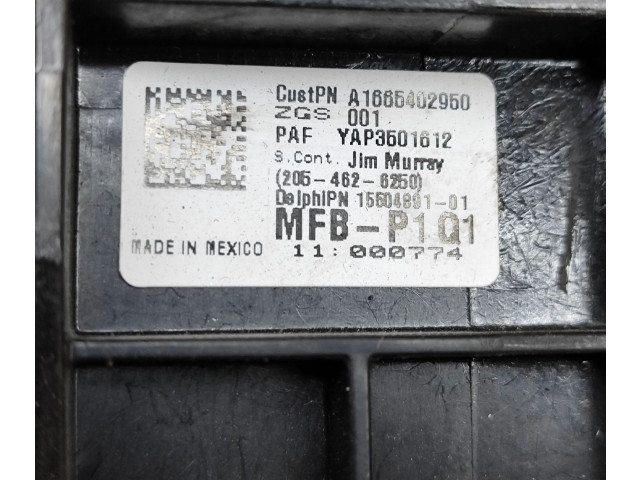 CustPN A1665402950
ZGS 001
PAF YAP3501612
S.Cont. Jim Murray
(205-462-6250)
DelphiPN 15504891-01
MFB-P1Q1
11:000774
MADE IN MEXICO